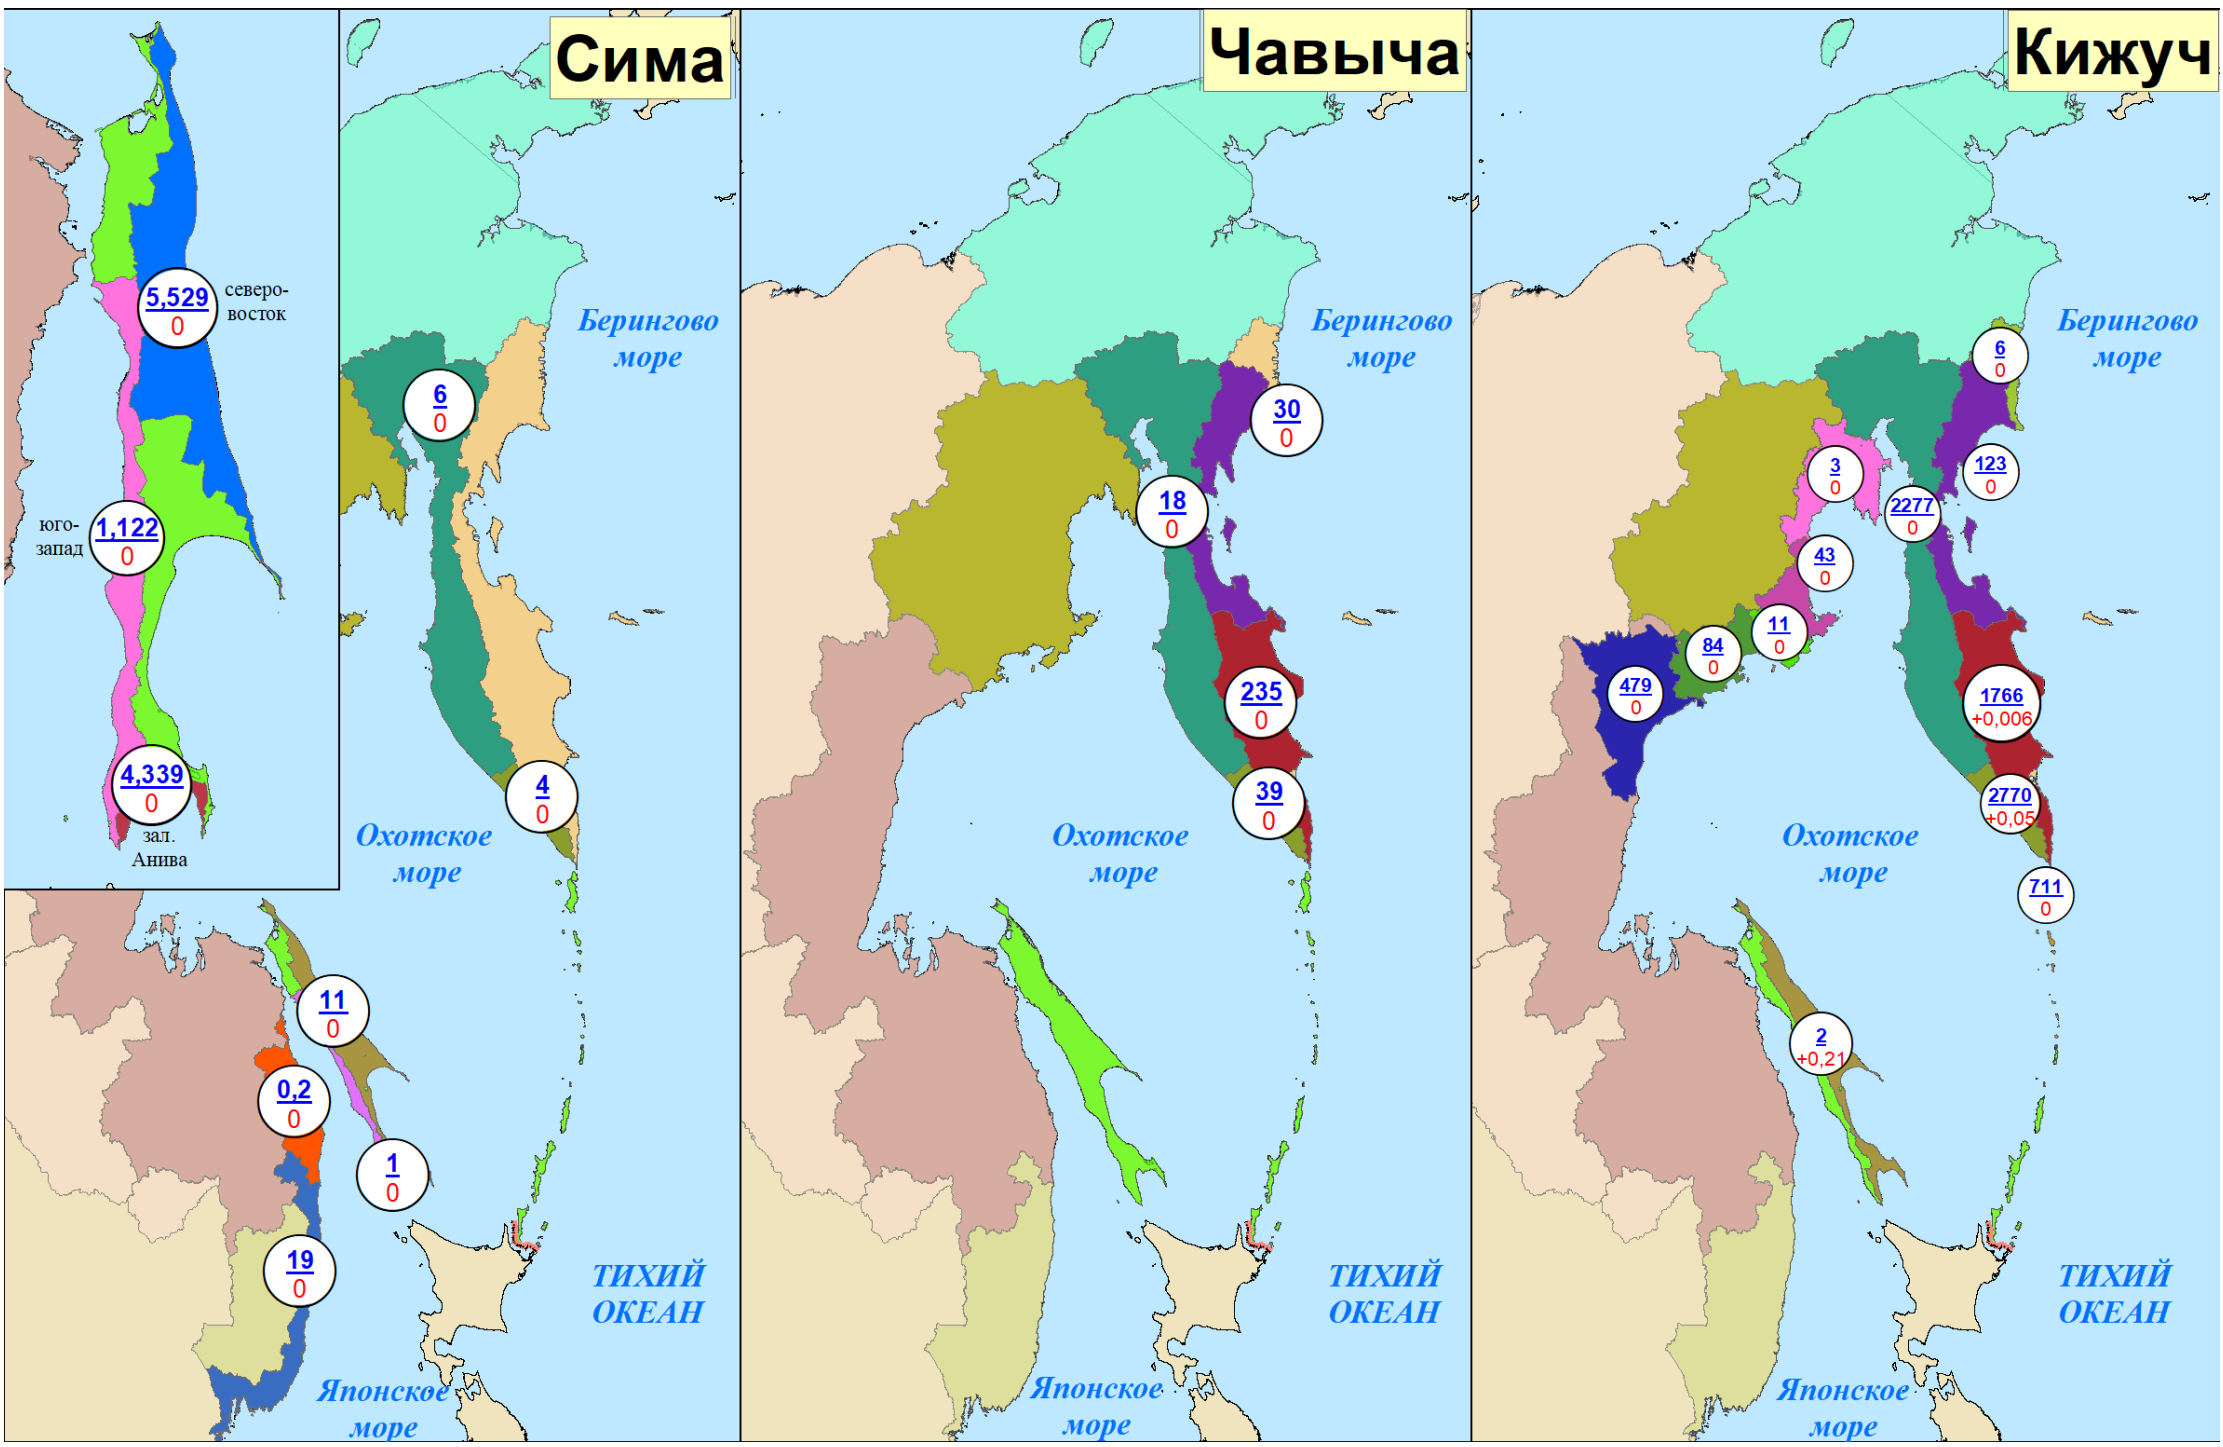 Сима
5,529
0
северо-
восток
юго-
запад
1,122
0
4,339
0
зал.
Анива
6
0
Берингово
море
4
0
Охотское
море
11
0
0,2
0
1
0
19
0
ТИХИЙ
ОКЕАН
Японское
море
Чавыча
Берингово
море
30
0
18
0
235
0
39
0
Охотское
море
ТИХИЙ
ОКЕАН
Японское
море
Кижуч
Берингово
море
6
0
3
0
123
0
2277
0
43
0
11
0
84
0
479
0
1766
+0,006
2770
+0,05
Охотское
море
711
0
2
+0,21
ТИХИЙ
ОКЕАН
Японское
море